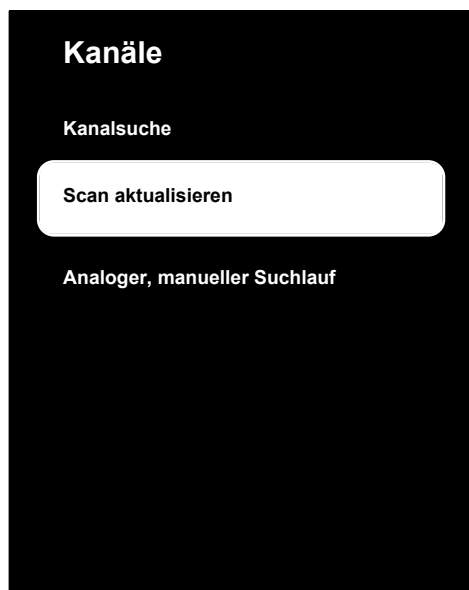 Kanäle
Kanalsuche
Scan aktualisieren
Analoger, manueller Suchlauf